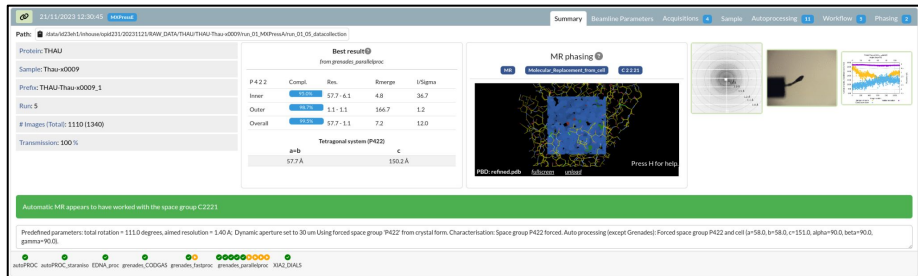 21/11/2023 12:30:45 MXPressE Summary Beamline Parameters Acquisitions 4 Sample Autoprocessing 11 Workflow 5 Phasing 2
Path: /data/id23eh1/inhouse/opid231/20231121/RAW_DATA/THAU/THAU-Thau-x0009/run_01_MXPressA/run_01_05_datacollection
Protein: THAU
Sample: Thau-x0009
Prefix: THAU-Thau-x0009_1
Run: 5
# Images (Total): 1110 (1340)
Transmission: 100 %
Best result
from grenades_parallelproc
P 4 2 2 Compl. Res. Rmerge I/Sigma
Inner 57.7 - 6.1 4.8 36.7
Outer 98.7% 1.1 - 1.1 166.7 1.2
Overall 99.2% 57.7 - 1.1 7.2 12.0
Tetragonal system (P422)
a=b c
57.7 Å 150.2 Å
MR phasing
MR Molecular_Replacement_from_cell C 2 2 21
Press H for help.
PBD: refined.pdb fullscreen unload
Automatic MR appears to have worked with the space group C2221
Predefined parameters: total rotation = 111.0 degrees, aimed resolution = 1.40 A; Dynamic aperture set to 30 um Using forced space group 'P422' from crystal form. Characterisation: Space group P422 forced. Auto processing (except Grenades): Forced space group P422 and cell (a=58.0, b=58.0, c=151.0, alpha=90.0, beta=90.0,
gamma=90.0).
autoPROC autoPROC_staraniso EDNA_proc grenades_CODGAS grenades_fastproc grenades_parallelproc XIA2_DIALS